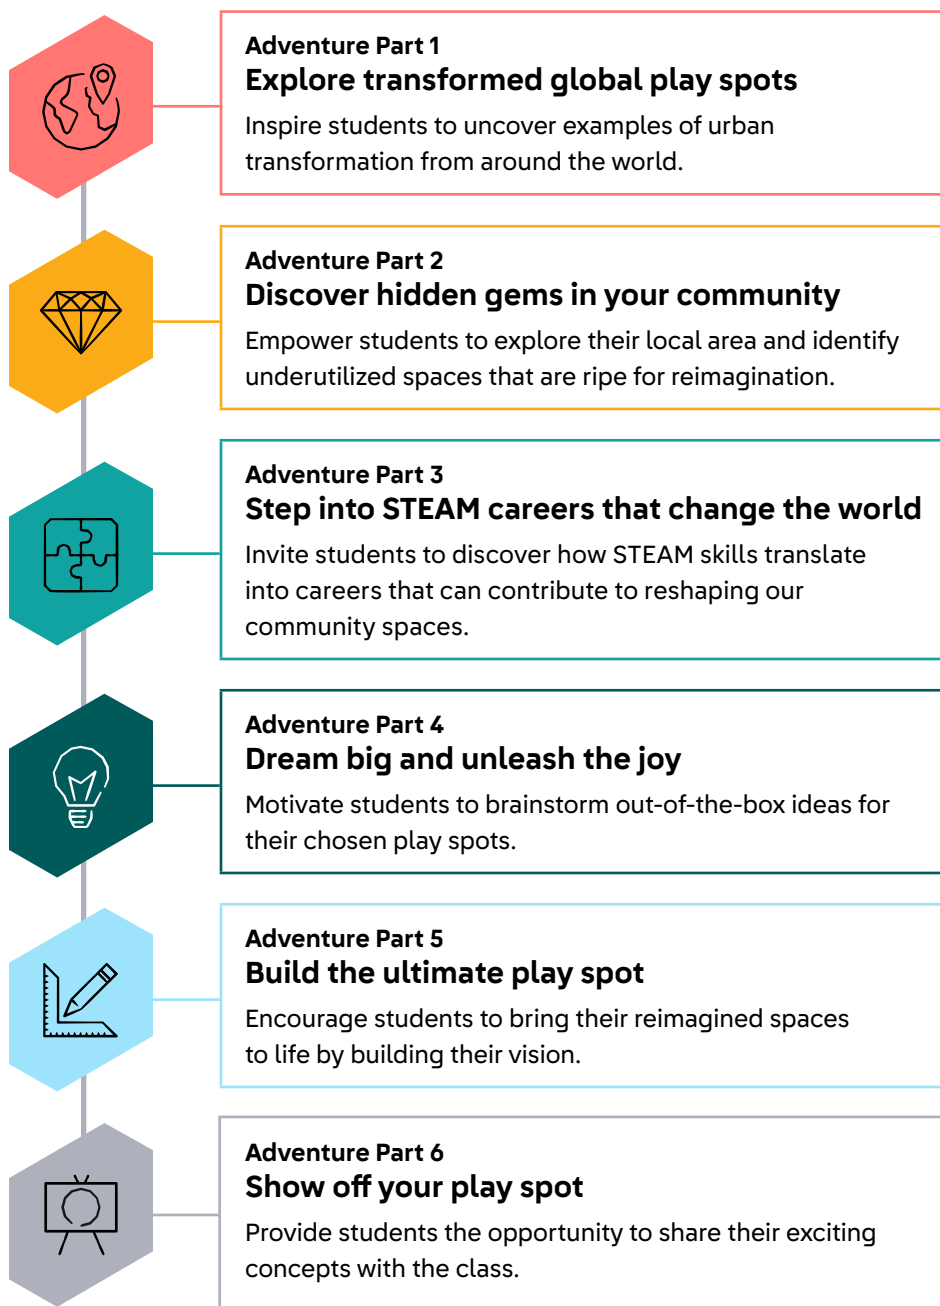 Adventure Part 1
Explore transformed global play spots
Inspire students to uncover examples of urban
transformation from around the world.
Adventure Part 2
Discover hidden gems in your community
Empower students to explore their local area and identify
underutilized spaces that are ripe for reimagination.
Adventure Part 3
Step into STEAM careers that change the world
Invite students to discover how STEAM skills translate
into careers that can contribute to reshaping our
community spaces.
Adventure Part 4
Dream big and unleash the joy
Motivate students to brainstorm out-of-the-box ideas for
their chosen play spots.
Adventure Part 5
Build the ultimate play spot
Encourage students to bring their reimagined spaces
to life by building their vision.
Adventure Part 6
Show off your play spot
Provide students the opportunity to share their exciting
concepts with the class.